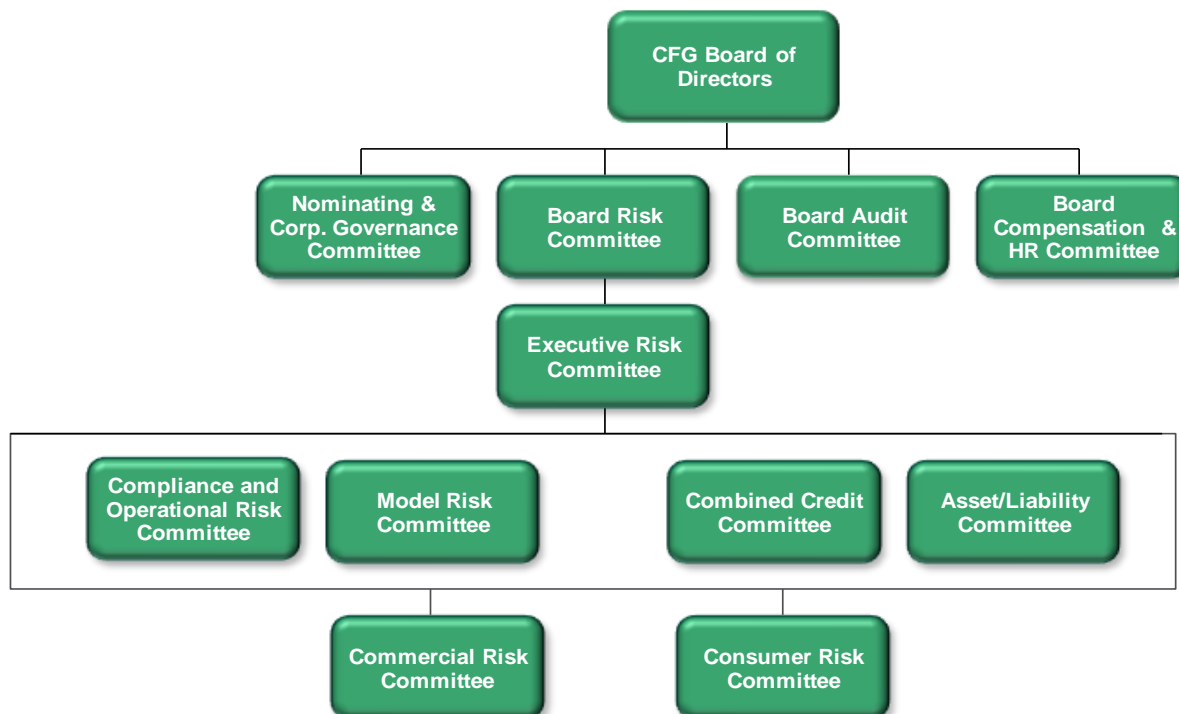 CFG Board of
Directors
Nominating &
Corp. Governance
Committee
Board Risk
Committee
Board Audit
Committee
Board
Compensation &
HR Committee
Executive Risk
Committee
Compliance and
Operational Risk
Committee
Model Risk
Committee
Combined Credit
Committee
Asset/Liability
Committee
Commercial Risk
Committee
Consumer Risk
Committee